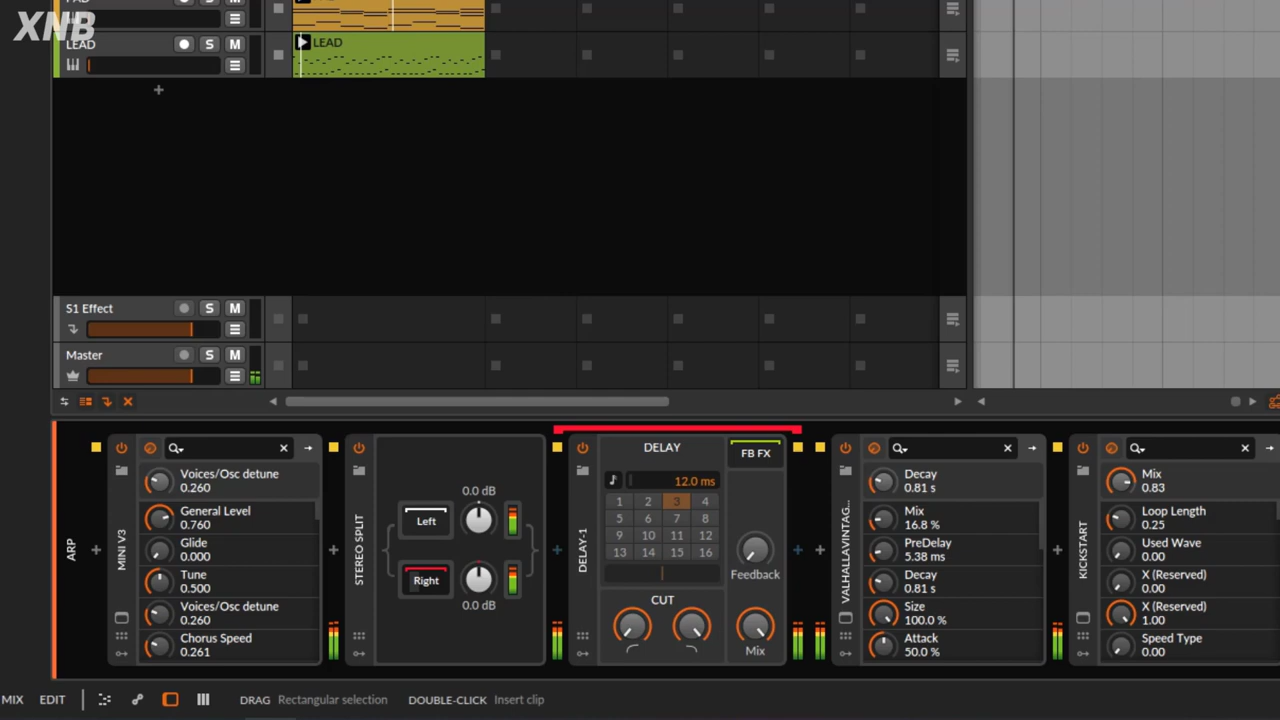 XNB
LEAD
S
M
LEAD
S1 Effect
S
M
Master
S
M
ARP
MINI V3
Voices/Osc detune
0.260
General Level
0.760
Glide
0.000
Tune
0.500
Voices/Osc detune
0.260
Chorus Speed
0.261
STEREO SPLIT
0.0 dB
Left
Right
0.0 dB
DELAY-1
DELAY
FB FX
12.0 ms
1 2 3 4
5 6 7 8
9 10 11 12
13 14 15 16
Feedback
CUT
Mix
VALHALLAVINTAG...
Decay
0.81 s
Mix
16.8 %
PreDelay
5.38 ms
Decay
0.81 s
Size
100.0 %
Attack
50.0 %
KICKSTART
Mix
0.83
Loop Length
0.25
Used Wave
0.00
X (Reserved)
0.00
X (Reserved)
1.00
Speed Type
0.00
MIX EDIT DRAG Rectangular selection DOUBLE-CLICK Insert clip